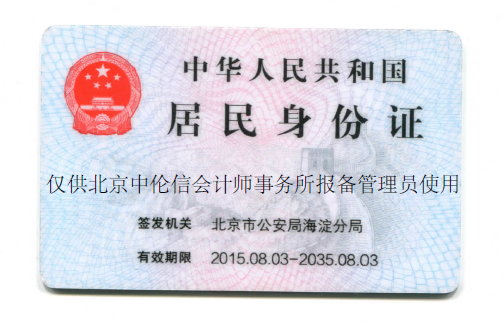 中华人民共和国
居民身份证
仅供北京中伦信会计师事务所报备管理员使用
签发机关 北京市公安局海淀分局
有效期限 2015.08.03-2035.08.03